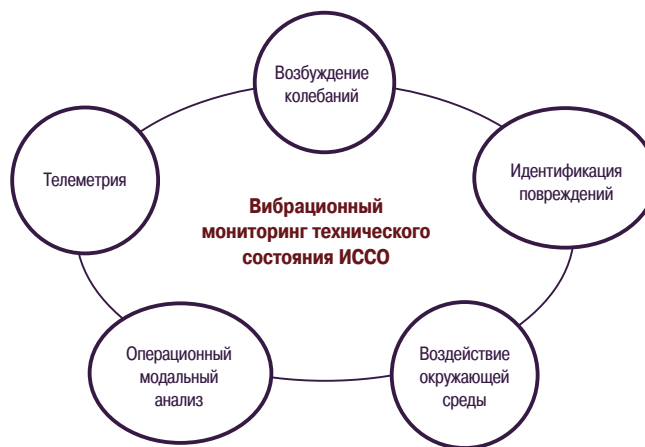 Возбуждение
колебаний
Телеметрия
Идентификация
повреждений
Вибрационный
мониторинг технического
состояния ИССО
Операционный
модальный
анализ
Воздействие
окружающей
среды